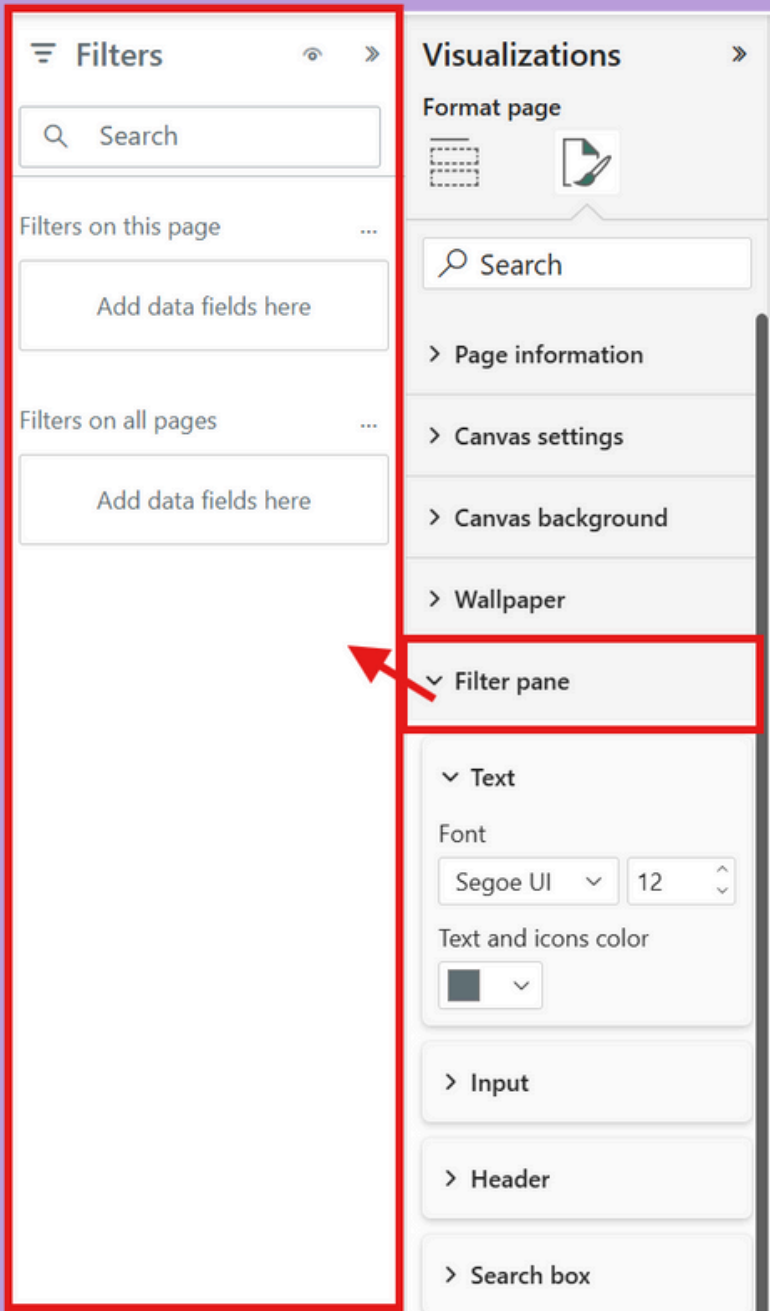 Filters
Search
Filters on this page
...
Add data fields here
Filters on all pages
...
Add data fields here
Visualizations
Format page
Search
Page information
Canvas settings
Canvas background
Wallpaper
Filter pane
Text
Font
Segoe UI 12
Text and icons color
Input
Header
Search box